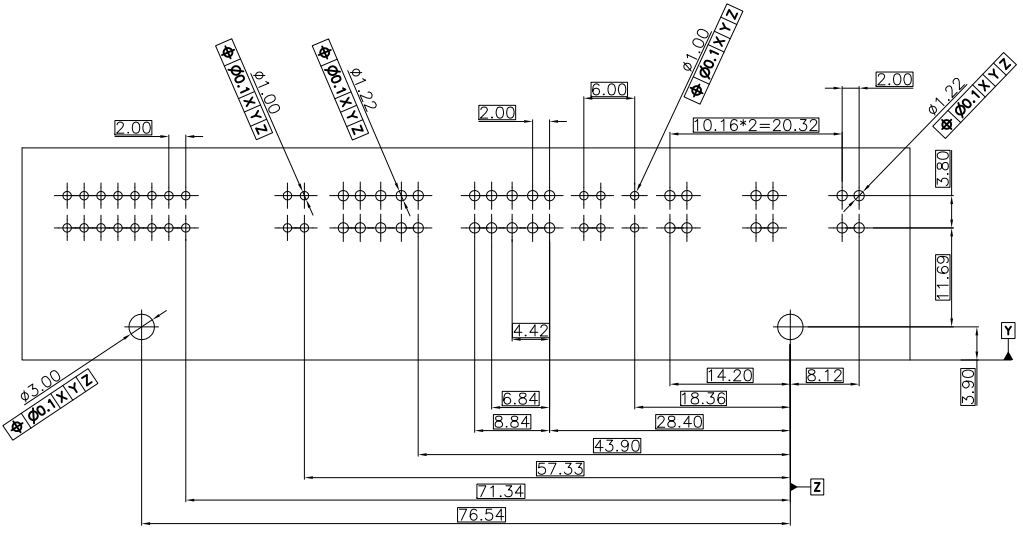 ⌖ Ø0.1 X Y Z
ø1.00
⌖ Ø0.1 X Y Z
ø1.22
ø1.00
⌖ Ø0.1 X Y Z
ø1.22
⌖ Ø0.1 X Y Z
2.00
2.00
6.00
2.00
10.16*2=20.32
3.80
11.69
4.42
Y
3.90
ø3.00
⌖ Ø0.1 X Y Z
14.20
8.12
6.84
18.36
8.84
28.40
43.90
57.33
71.34
Z
76.54